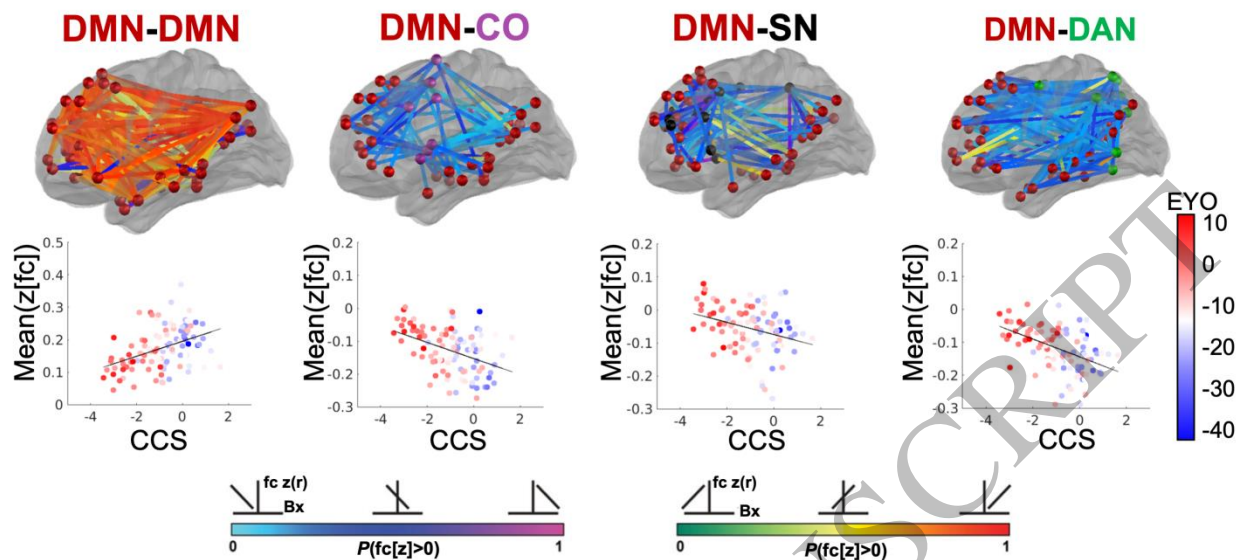 DMN-DMN DMN-CO DMN-SN DMN-DAN
EYO
10
0
-10
-20
-30
-40
Mean(z[fc])
0.5
0.4
0.3
0.2
0.1
0
-4 -2 0 2
CCS
Mean(z[fc])
0.2
0.1
0
-0.1
-0.2
-0.3
-4 -2 0 2
CCS
Mean(z[fc])
0.2
0.1
0
-0.1
-0.2
-0.3
-4 -2 0 2
CCS
Mean(z[fc])
0.2
0.1
0
-0.1
-0.2
-0.3
-4 -2 0 2
CCS
fc z(r)
Bx
0 P(fc[z]>0) 1
fc z(r)
Bx
0 P(fc[z]>0) 1
SCRIPT